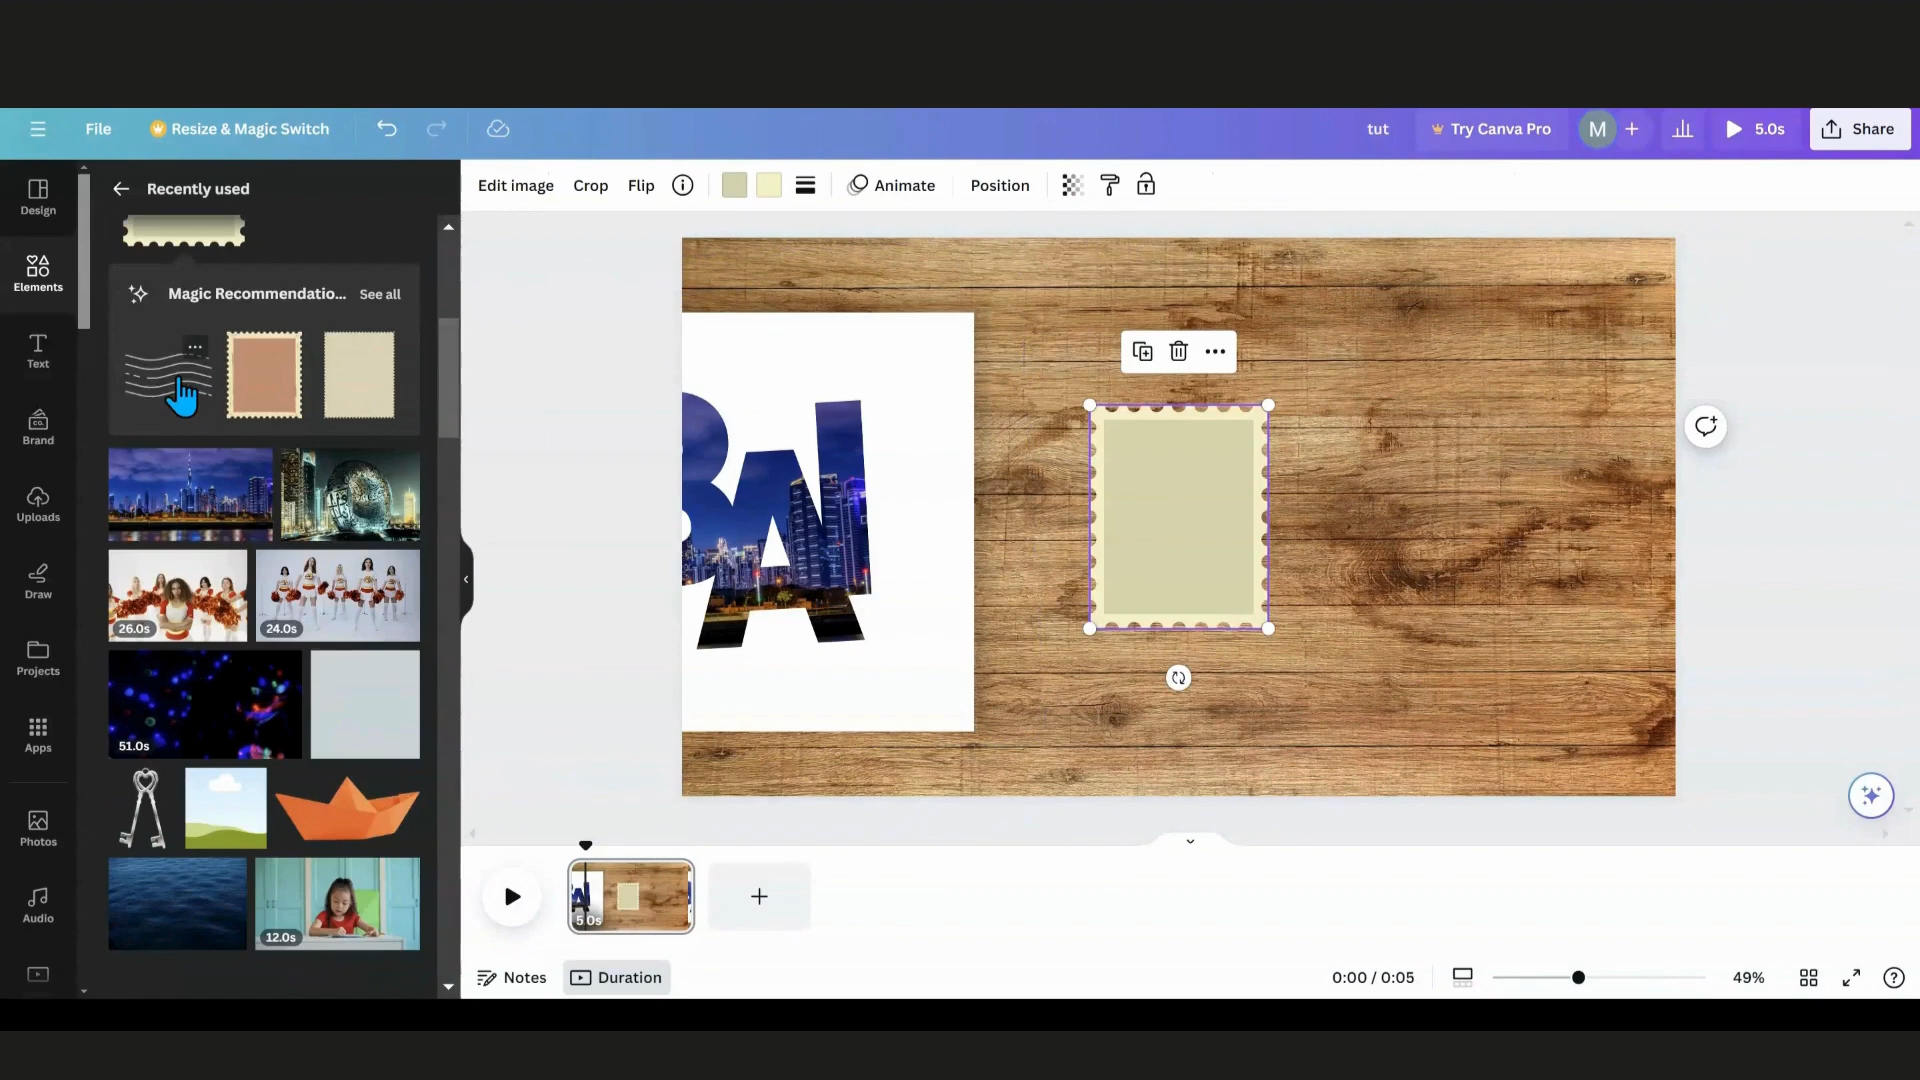 File
Resize & Magic Switch
tut
Try Canva Pro
M
5.0s
Share
Design
Elements
Text
Brand
Uploads
Draw
Projects
Apps
Photos
Audio
Recently used
Magic Recommendatio...
See all
26.0s
24.0s
51.0s
12.0s
Edit image
Crop
Flip
Animate
Position
BAI
5.0s
Notes
Duration
0:00 / 0:05
49%